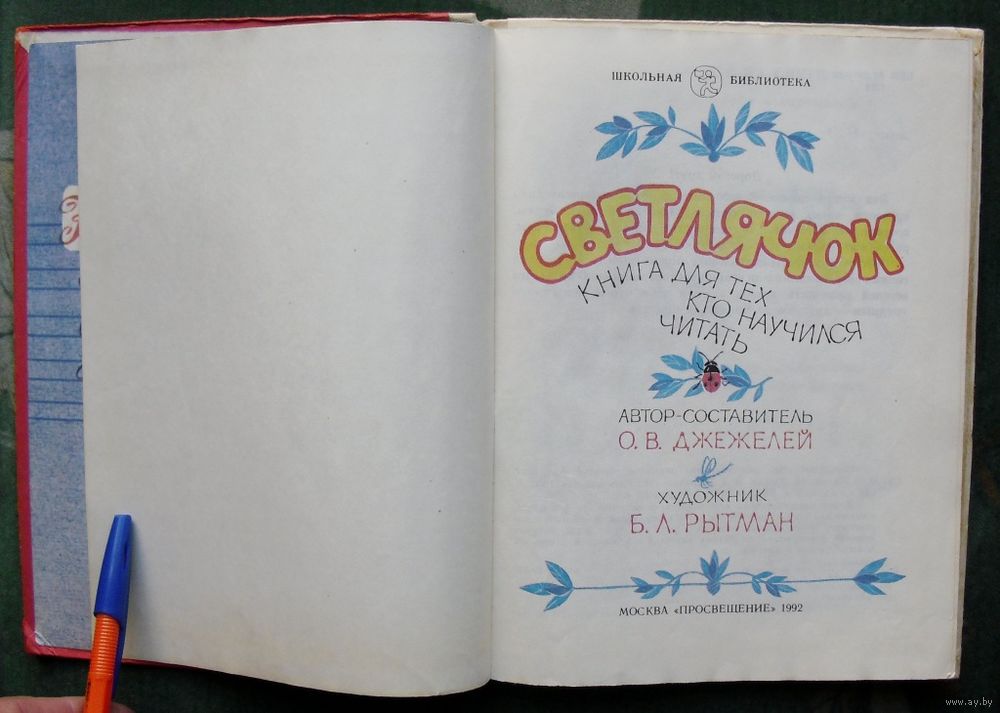 ШКОЛЬНАЯ БИБЛИОТЕКА
СВЕТЛЯЧОК
КНИГА ДЛЯ ТЕХ
КТО НАУЧИЛСЯ
ЧИТАТЬ
АВТОР-СОСТАВИТЕЛЬ
О. В. ДЖЕЖЕЛЕЙ
ХУДОЖНИК
Б. Л. РЫТМАН
МОСКВА «ПРОСВЕЩЕНИЕ» 1992
www.ay.by